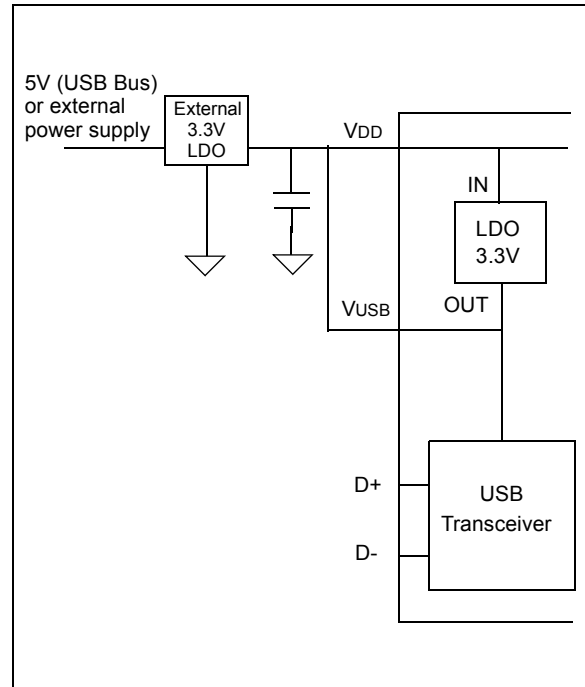 5V (USB Bus)
or external
power supply
External
3.3V
LDO
VDD
IN
LDO
3.3V
OUT
VUSB
D+
D-
USB
Transceiver